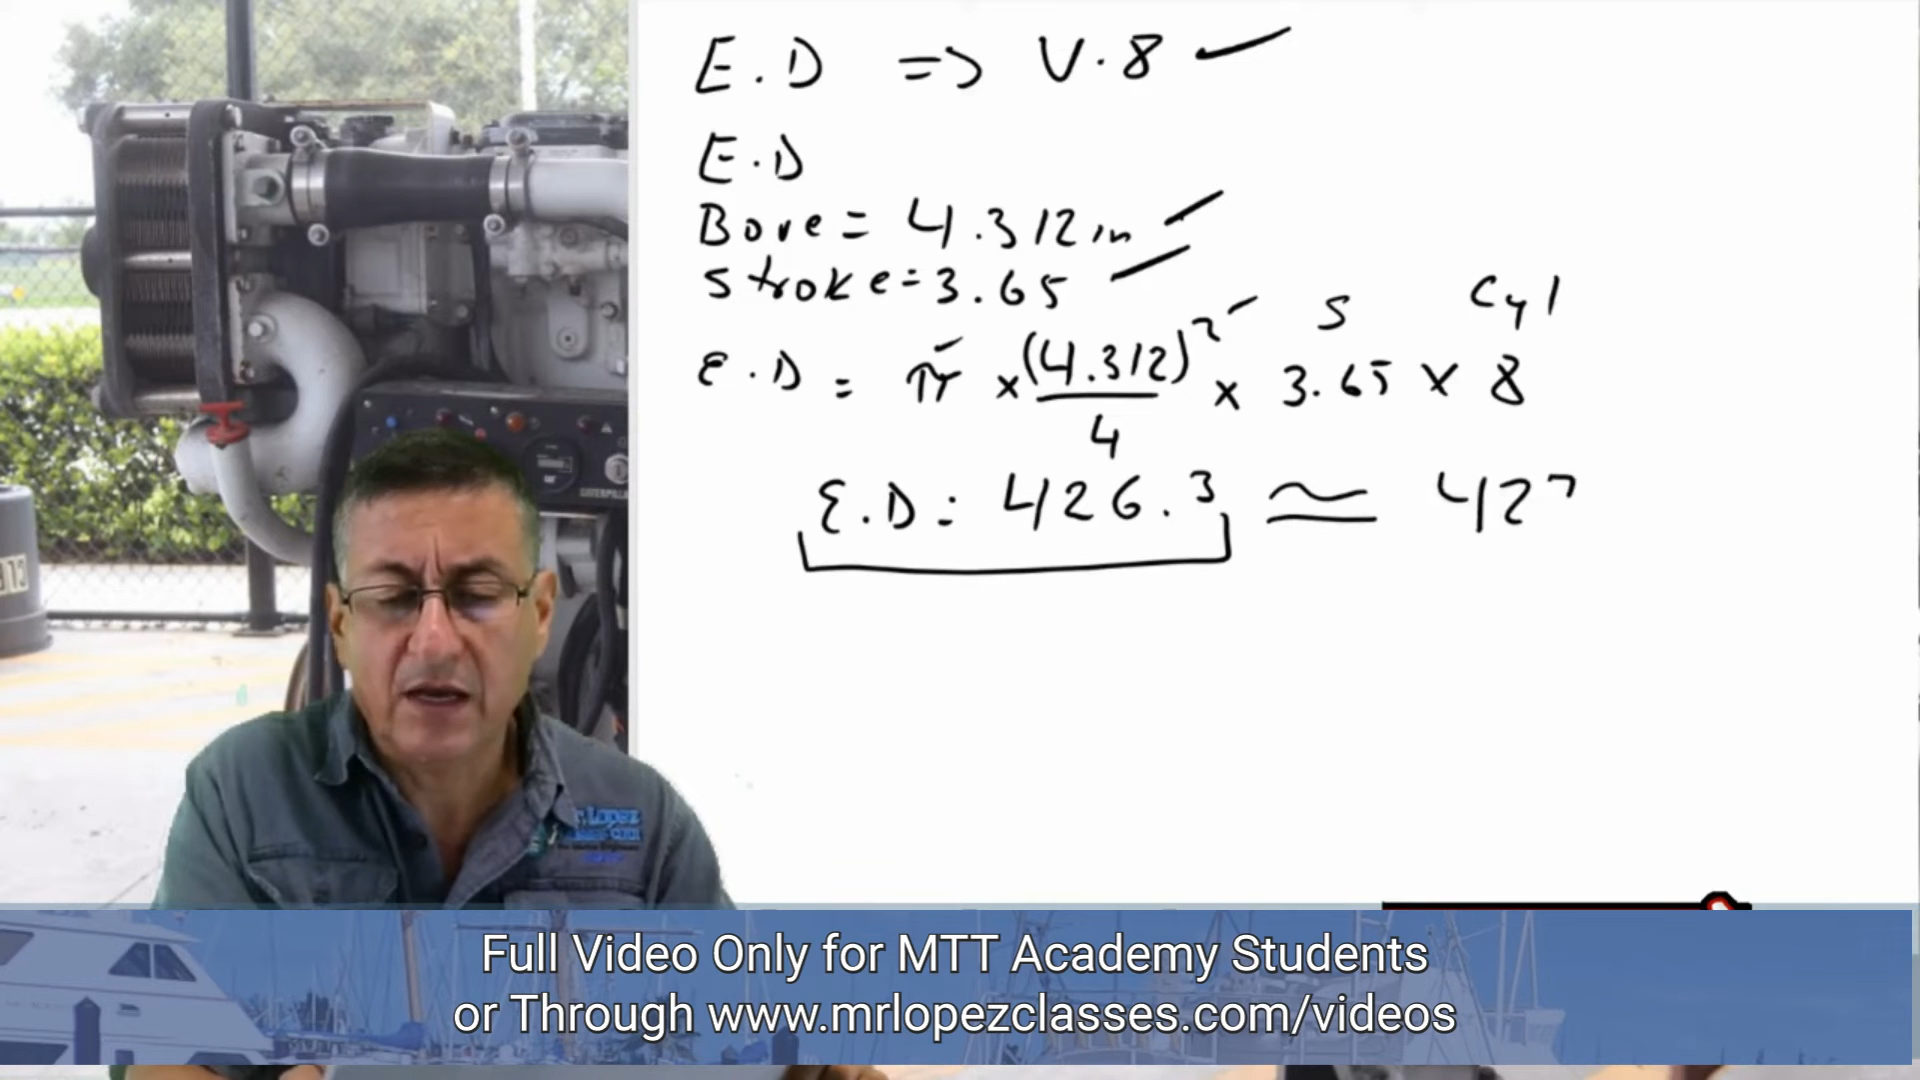 E.D => V.8
E.D
Bore = 4.312 in
Stroke = 3.65
S Cyl
E.D = π × (4.312)² / 4 × 3.65 × 8
E.D = 426.3 ≈ 427
CATERPILLAR
Full Video Only for MTT Academy Students
or Through www.mrlopezclasses.com/videos